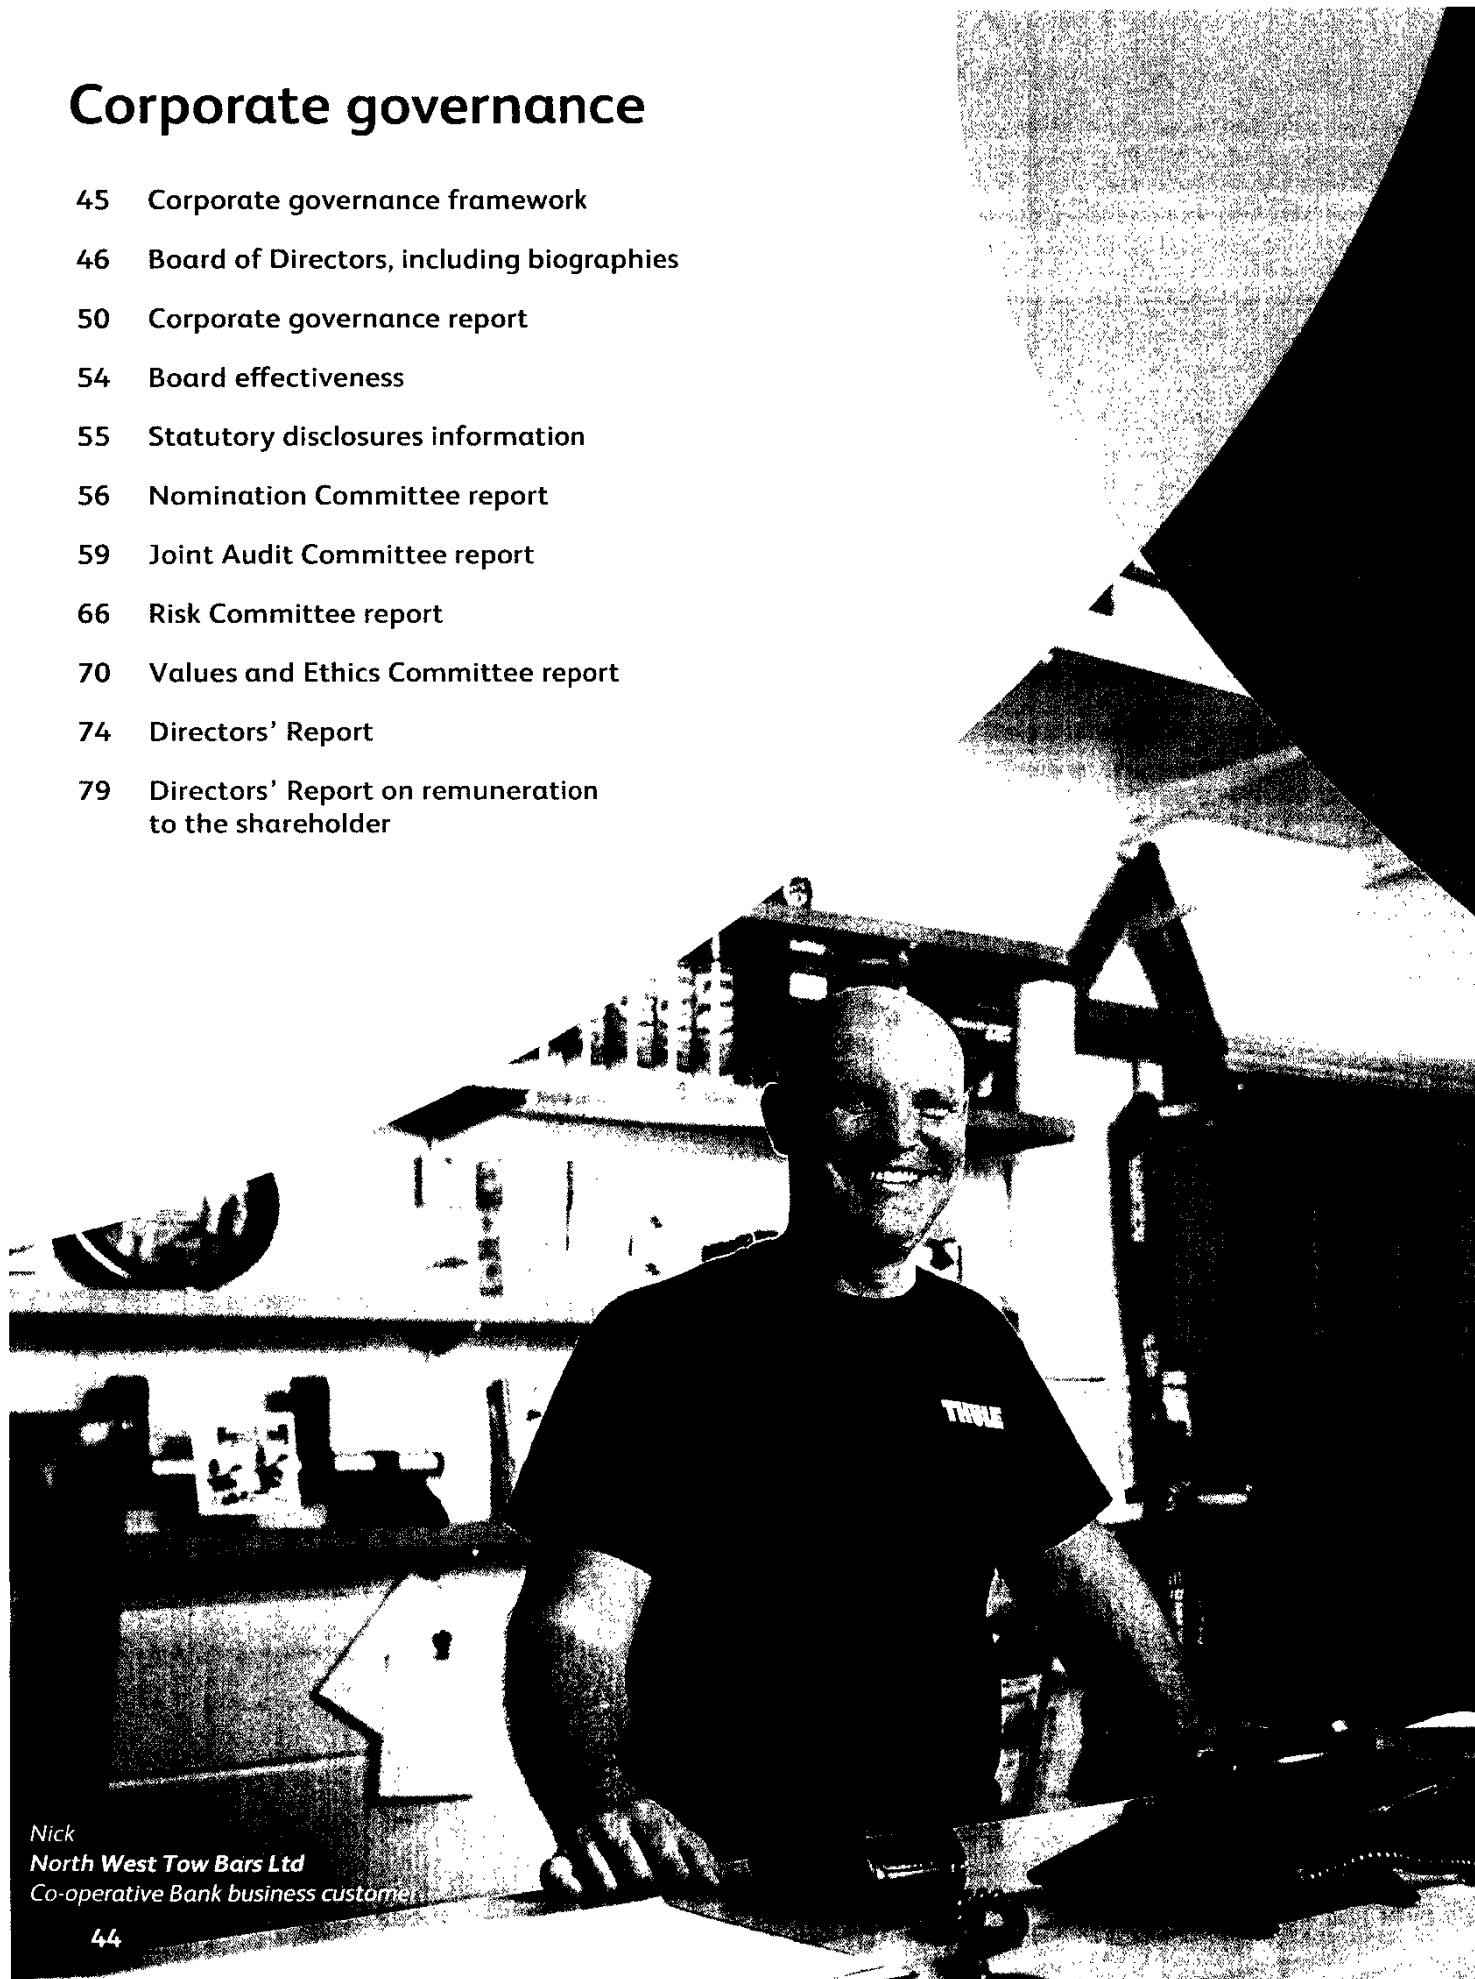 Corporate governance
45 Corporate governance framework
46 Board of Directors, including biographies
50 Corporate governance report
54 Board effectiveness
55 Statutory disclosures information
56 Nomination Committee report
59 Joint Audit Committee report
66 Risk Committee report
70 Values and Ethics Committee report
74 Directors' Report
79 Directors' Report on remuneration
to the shareholder
THULE
Nick
North West Tow Bars Ltd
Co-operative Bank business customer
44